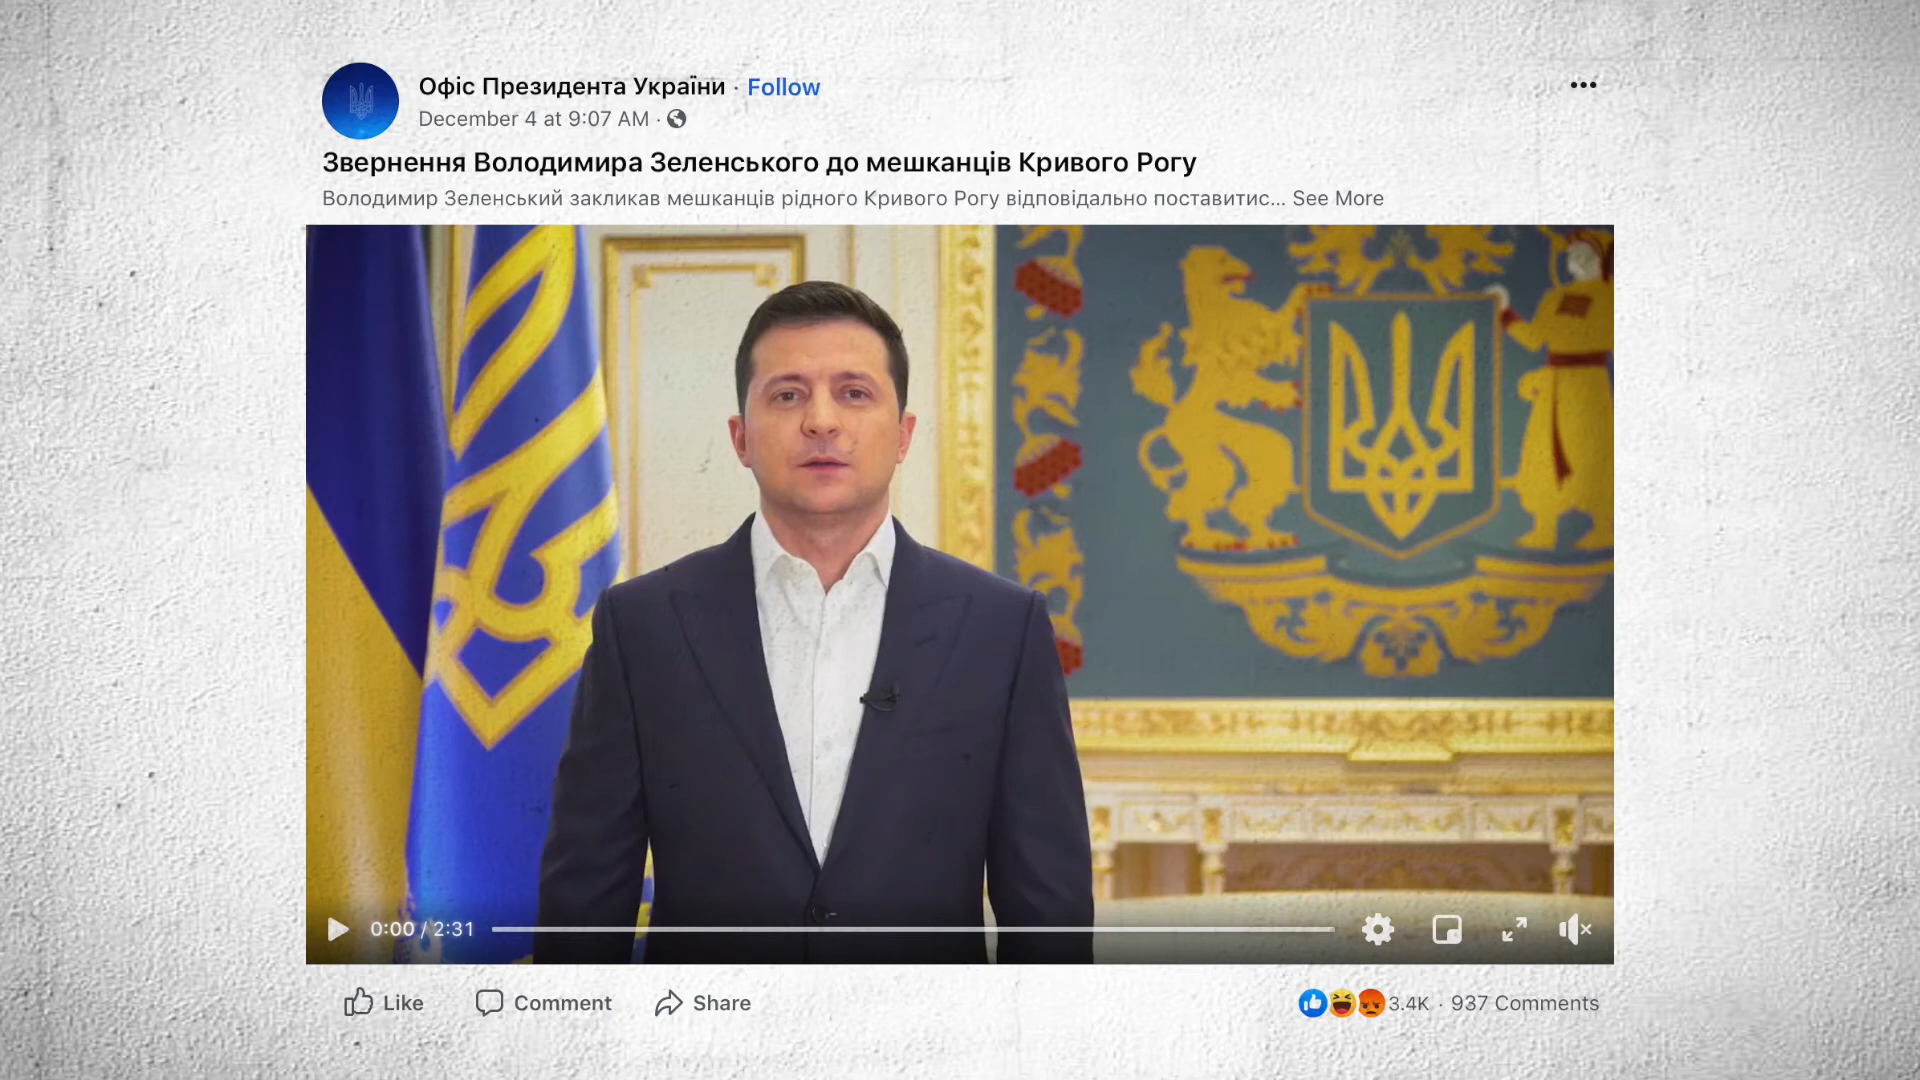 Офіс Президента України · Follow
December 4 at 9:07 AM ·
Звернення Володимира Зеленського до мешканців Кривого Рогу
Володимир Зеленський закликав мешканців рідного Кривого Рогу відповідально поставитис... See More
0:00 / 2:31
Like Comment Share 3.4K · 937 Comments